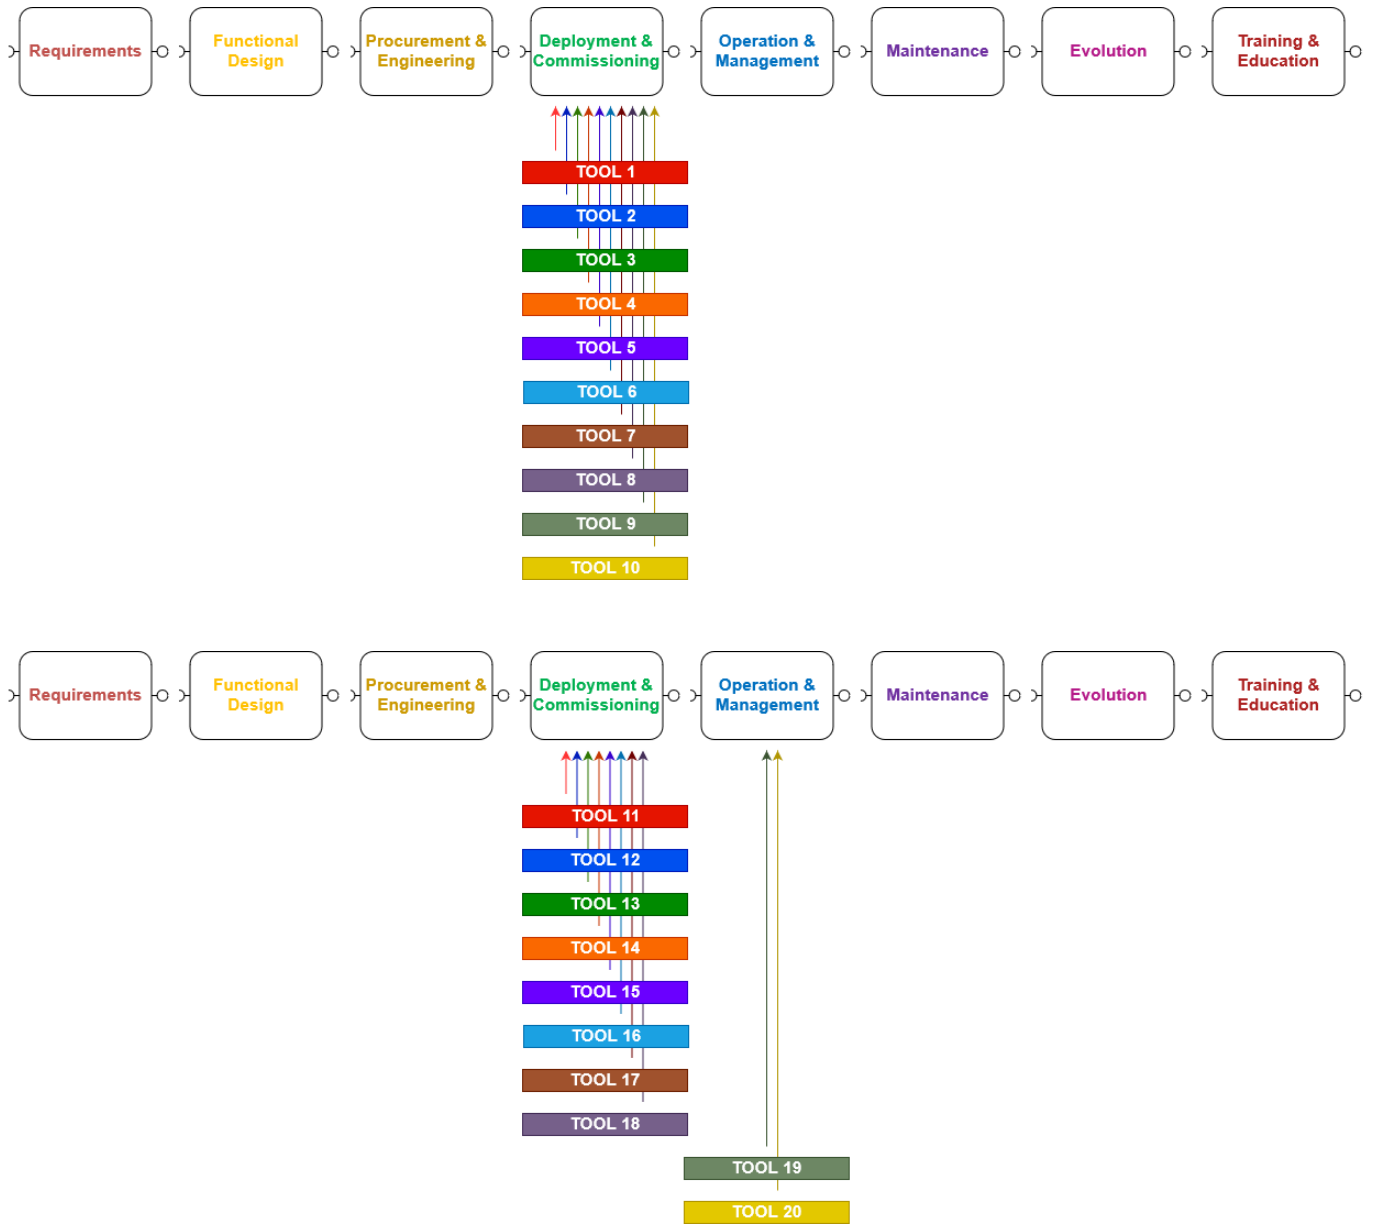 Requirements
Functional
Design
Procurement &
Engineering
Deployment &
Commissioning
Operation &
Management
Maintenance
Evolution
Training &
Education
TOOL 1
TOOL 2
TOOL 3
TOOL 4
TOOL 5
TOOL 6
TOOL 7
TOOL 8
TOOL 9
TOOL 10
Requirements
Functional
Design
Procurement &
Engineering
Deployment &
Commissioning
Operation &
Management
Maintenance
Evolution
Training &
Education
TOOL 11
TOOL 12
TOOL 13
TOOL 14
TOOL 15
TOOL 16
TOOL 17
TOOL 18
TOOL 19
TOOL 20